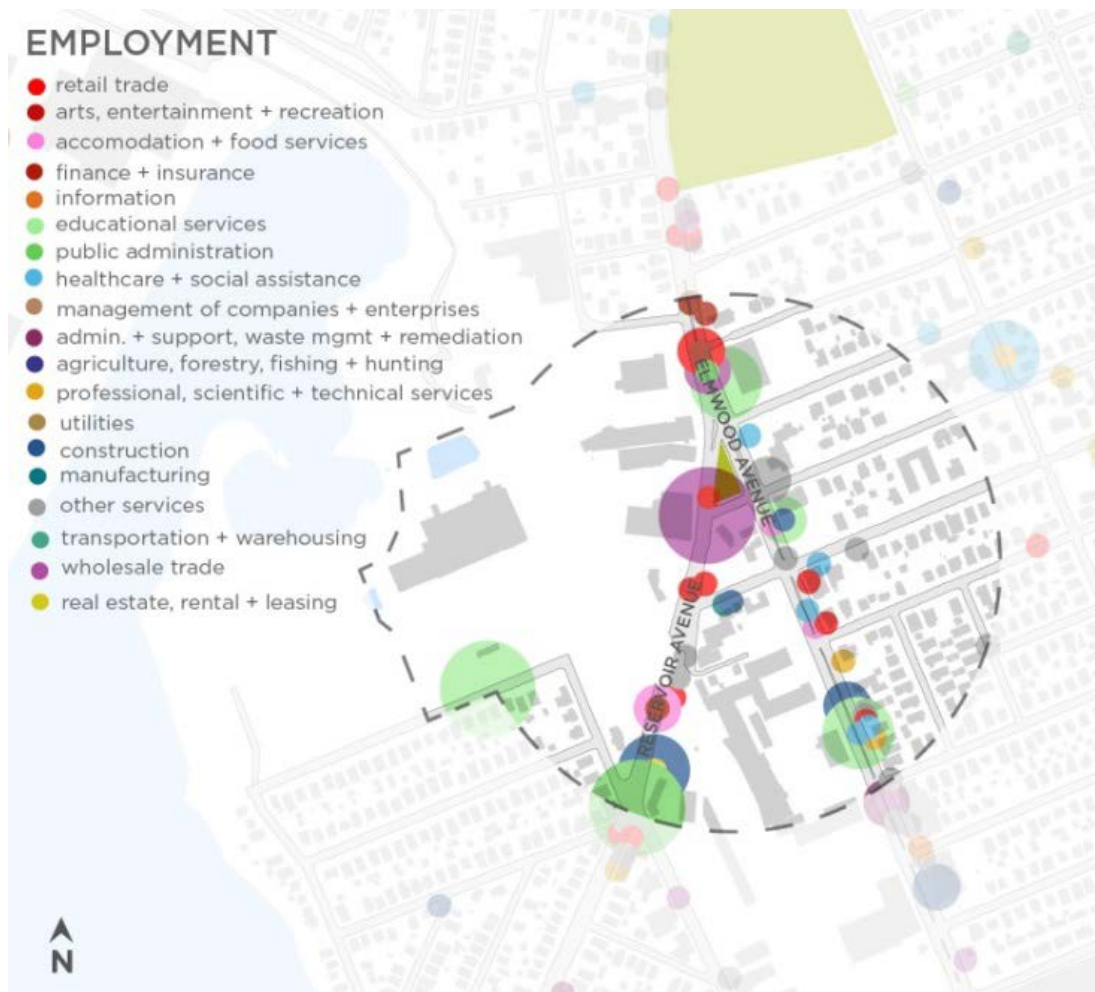 EMPLOYMENT
retail trade
arts, entertainment + recreation
accomodation + food services
finance + insurance
information
educational services
public administration
healthcare + social assistance
management of companies + enterprises
admin. + support, waste mgmt + remediation
agriculture, forestry, fishing + hunting
professional, scientific + technical services
utilities
construction
manufacturing
other services
transportation + warehousing
wholesale trade
real estate, rental + leasing
ELMWOOD AVENUE
RESERVOIR AVENUE
N